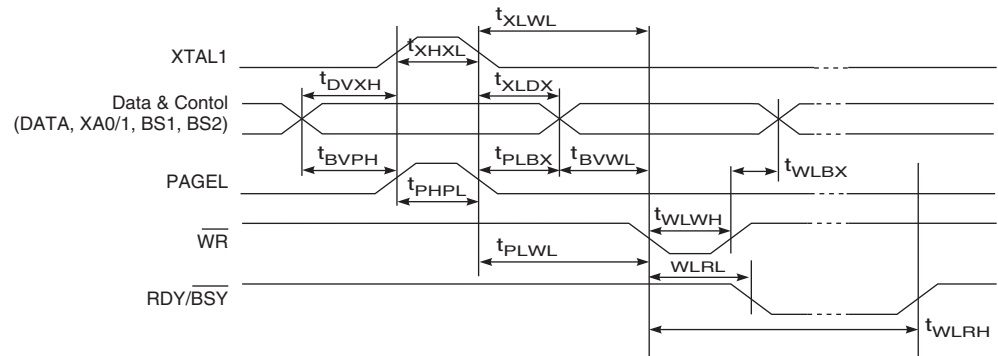 tXLWL
XTAL1
tXHXL
tDVXH
tXLDX
Data & Contol
(DATA, XA0/1, BS1, BS2)
tBVPH
tPLBX
tBVWL
tWLBX
PAGEL
tPHPL
tWLWH
WR
tPLWL
WLRL
RDY/BSY
tWLRH